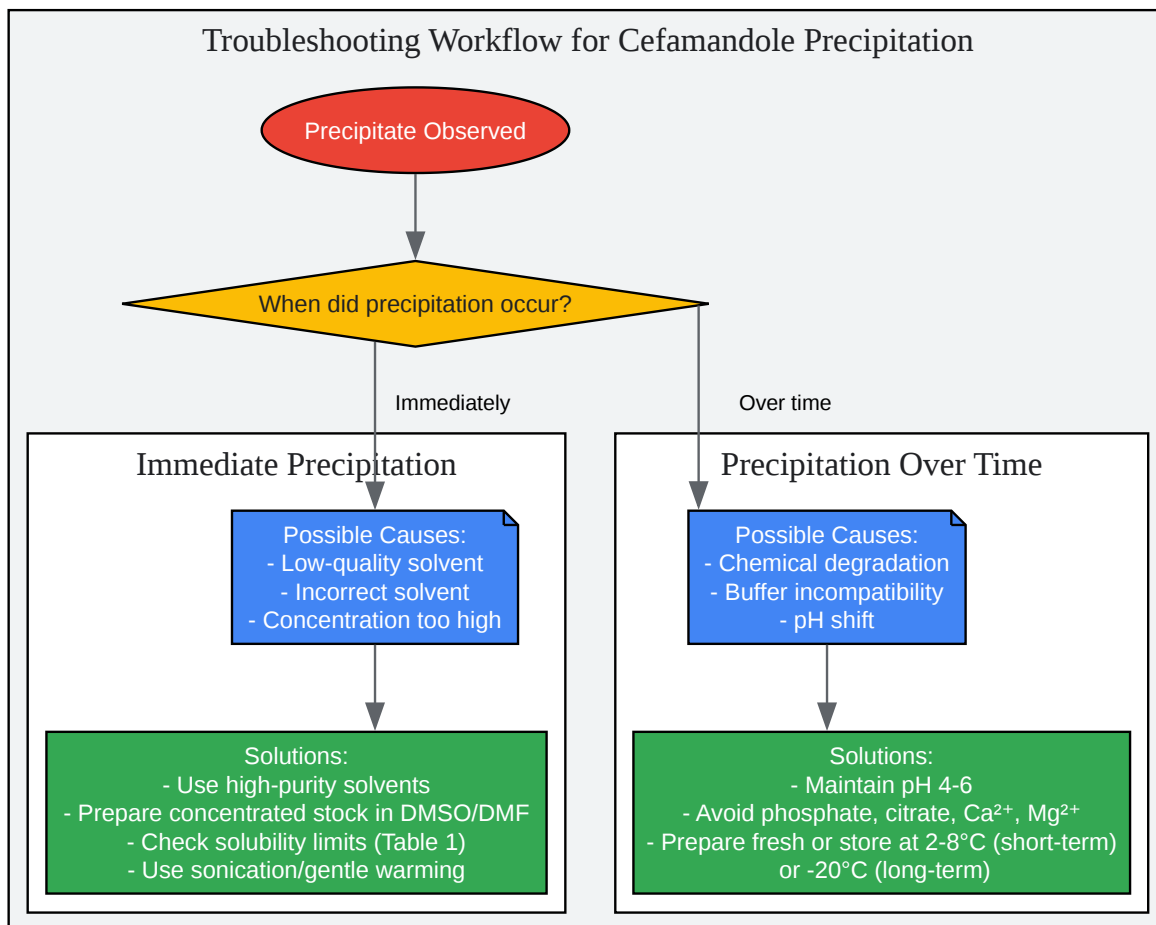 Troubleshooting Workflow for Cefamandole Precipitation
Precipitate Observed
When did precipitation occur?
Immediately
Over time
Immediate Precipitation
Possible Causes:
- Low-quality solvent
- Incorrect solvent
- Concentration too high
Solutions:
- Use high-purity solvents
- Prepare concentrated stock in DMSO/DMF
- Check solubility limits (Table 1)
- Use sonication/gentle warming
Precipitation Over Time
Possible Causes:
- Chemical degradation
- Buffer incompatibility
- pH shift
Solutions:
- Maintain pH 4-6
- Avoid phosphate, citrate, Ca²⁺, Mg²⁺
- Prepare fresh or store at 2-8°C (short-term)
or -20°C (long-term)